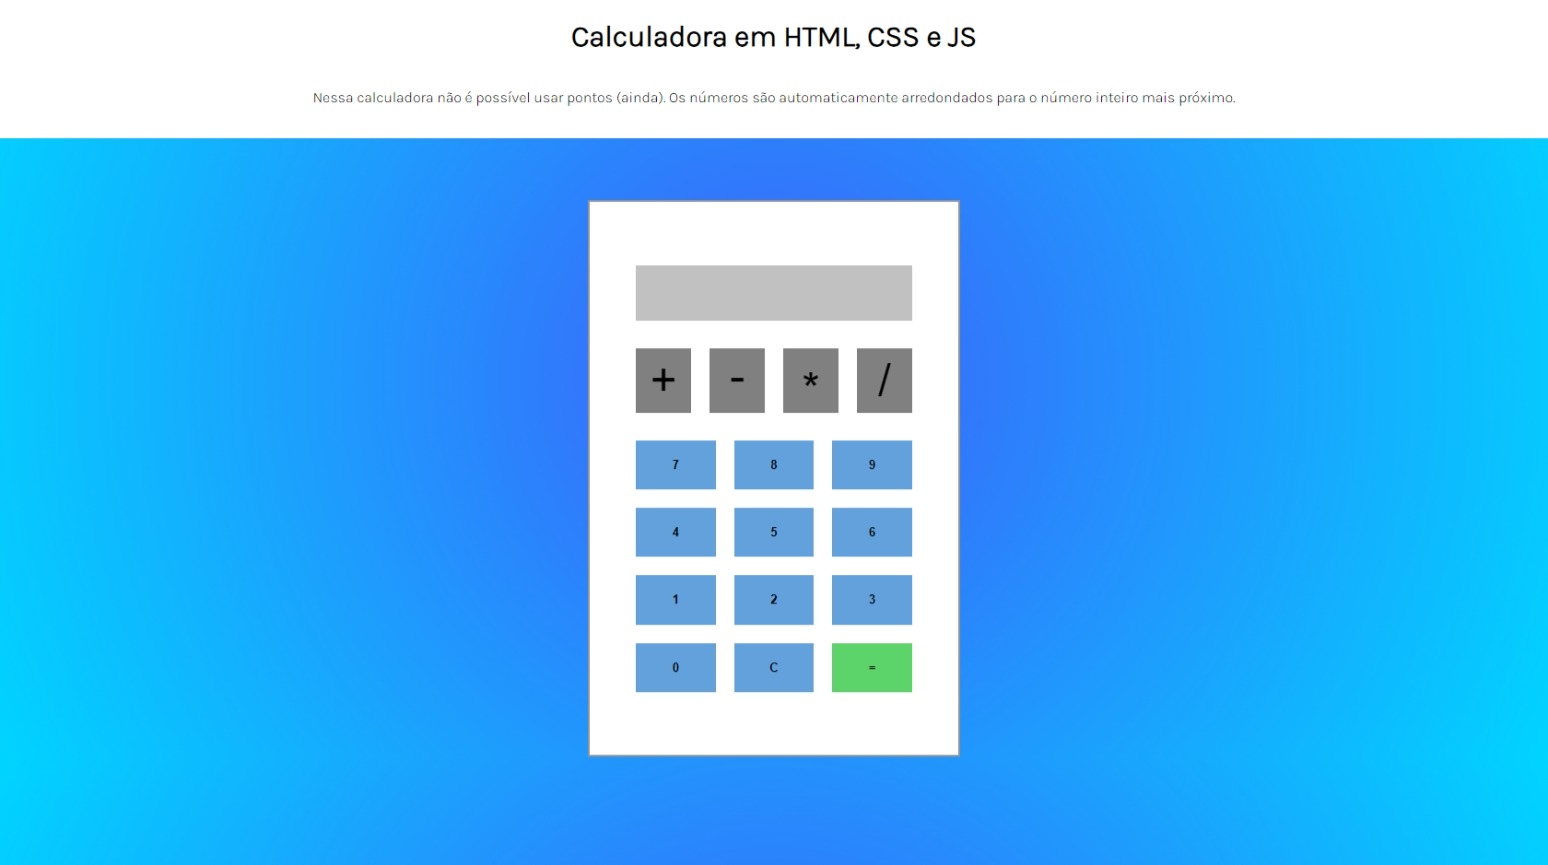 Calculadora em HTML, CSS e JS
Nessa calculadora não é possível usar pontos (ainda). Os números são automaticamente arredondados para o número inteiro mais próximo.
+ - * /
7 8 9
4 5 6
1 2 3
0 C =